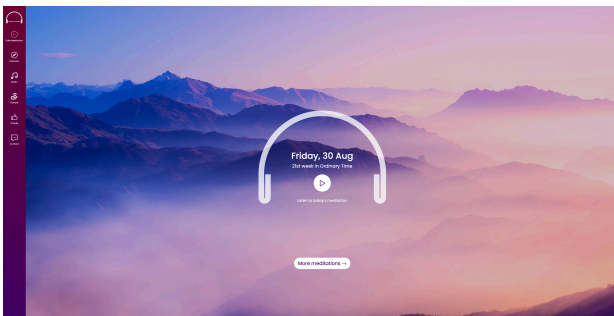 Friday, 30 Aug
21st week in Ordinary Time
Listen to today's meditation
More meditations →